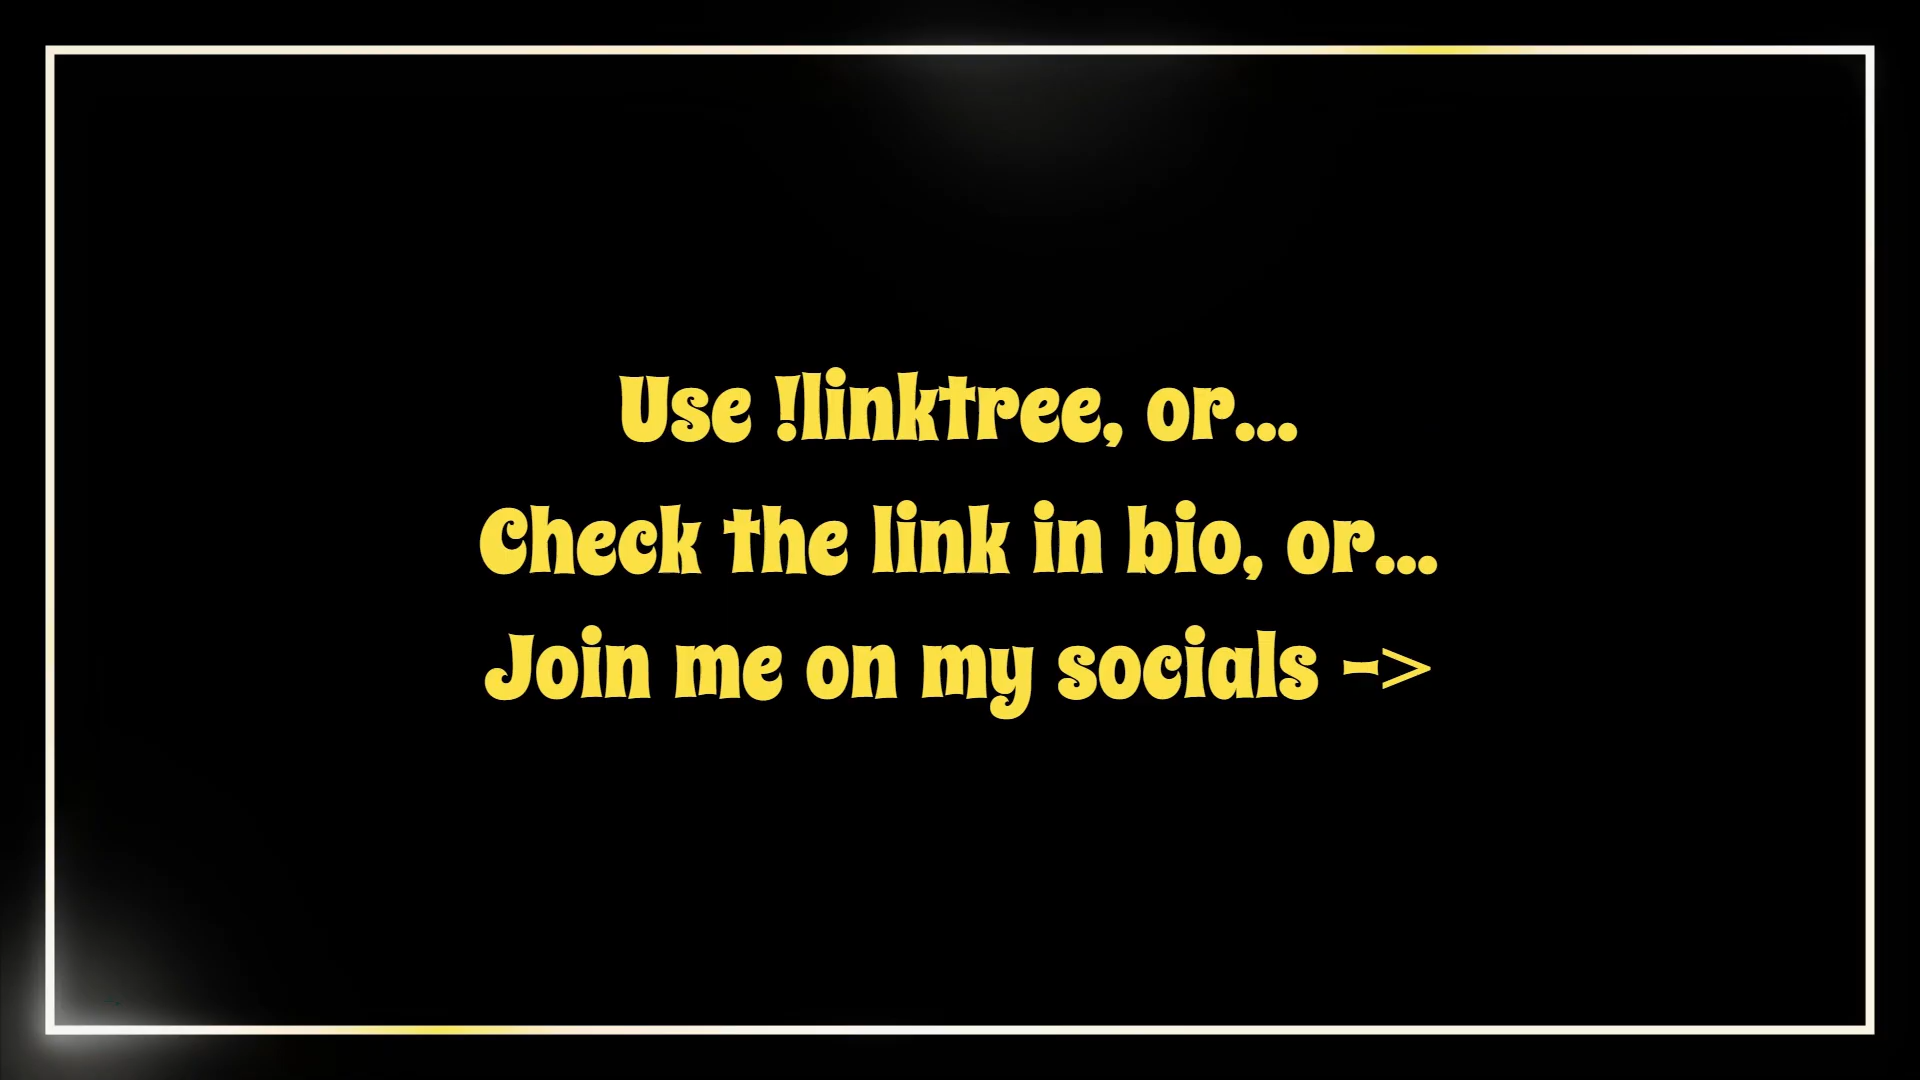 Use !linktree, or...
Check the link in bio, or...
Join me on my socials ->